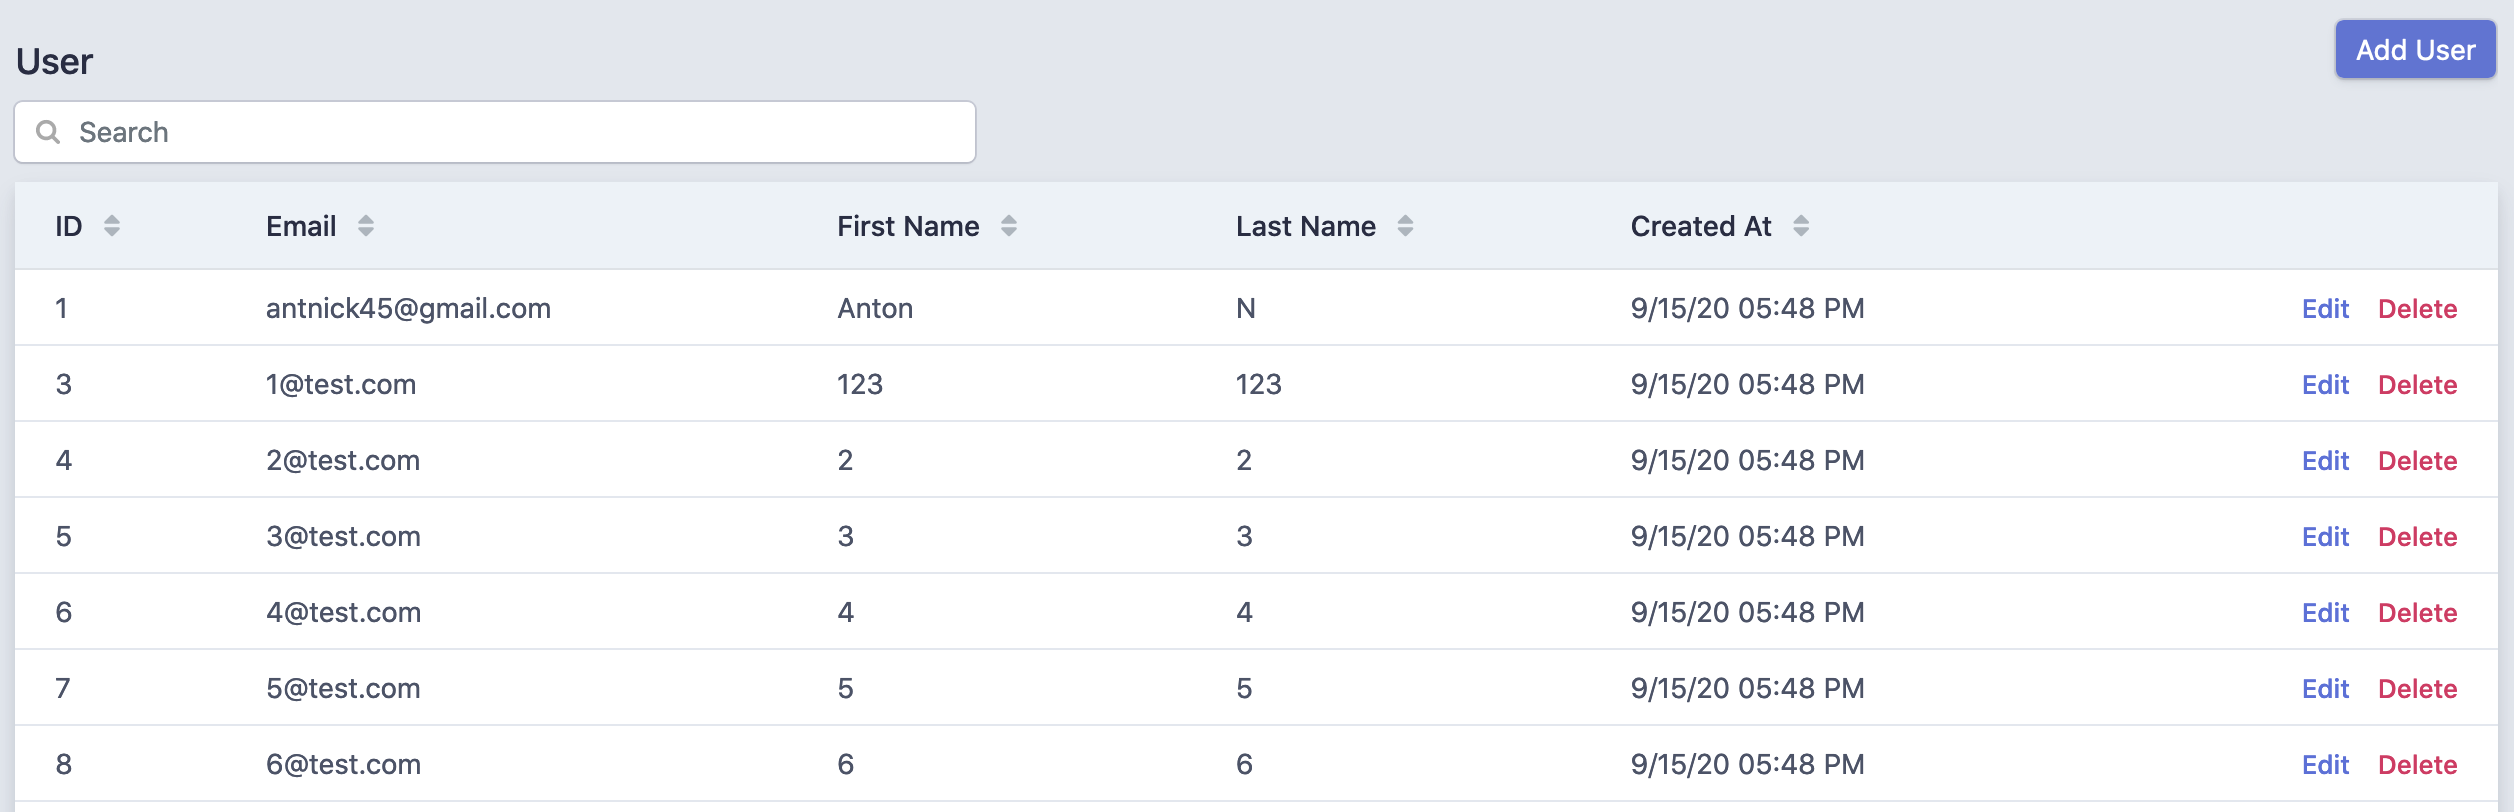 User
Add User
Search
ID Email First Name Last Name Created At
1 antnick45@gmail.com Anton N 9/15/20 05:48 PM Edit Delete
3 1@test.com 123 123 9/15/20 05:48 PM Edit Delete
4 2@test.com 2 2 9/15/20 05:48 PM Edit Delete
5 3@test.com 3 3 9/15/20 05:48 PM Edit Delete
6 4@test.com 4 4 9/15/20 05:48 PM Edit Delete
7 5@test.com 5 5 9/15/20 05:48 PM Edit Delete
8 6@test.com 6 6 9/15/20 05:48 PM Edit Delete